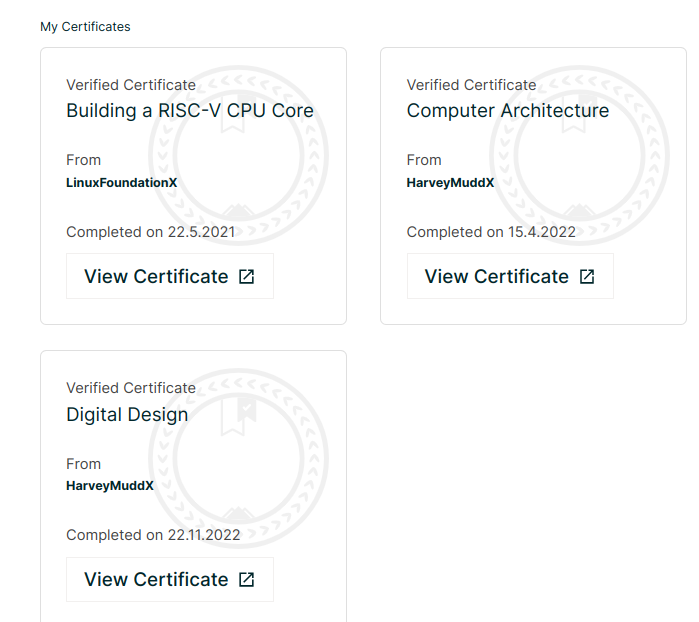 My Certificates
Verified Certificate
Building a RISC-V CPU Core
From
LinuxFoundationX
Completed on 22.5.2021
View Certificate
Verified Certificate
Computer Architecture
From
HarveyMuddX
Completed on 15.4.2022
View Certificate
Verified Certificate
Digital Design
From
HarveyMuddX
Completed on 22.11.2022
View Certificate